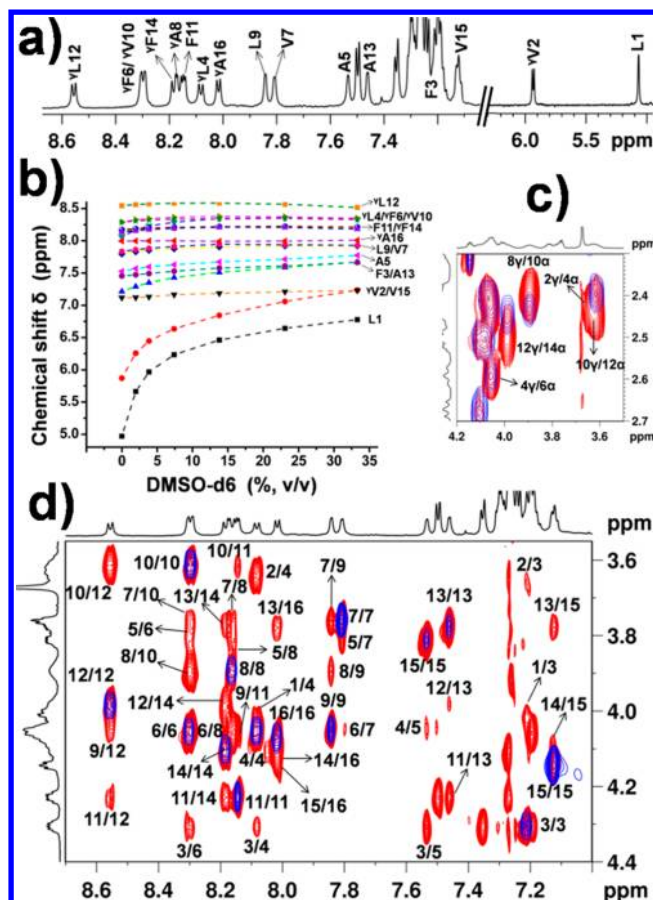 a)
ᵞL12
ᵞF6/ ᵞV10
ᵞF14
ᵞA8
F11
ᵞL4
ᵞA16
L9
V7
A5
A13
F3
V15
ᵞV2
L1
8.6 8.4 8.2 8.0 7.8 7.6 7.4 7.2 6.0 5.5 ppm
b)
Chemical shift δ (ppm)
8.5
8.0
7.5
7.0
6.5
6.0
5.5
5.0
ᵞL12
ᵞL4/ᵞF6/ᵞV10
F11/ᵞF14
ᵞA16
L9/V7
A5
F3/A13
ᵞV2/V15
L1
0 5 10 15 20 25 30 35
DMSO-d6 (%, v/v)
c)
ppm
8γ/10α
2γ/4α
12γ/14α
10γ/12α
4γ/6α
2.4
2.5
2.6
2.7
4.2 4.0 3.8 3.6 ppm
d)
ppm
10/10 10/11
10/12 2/4 7/9 2/3
7/10 13/14 7/8 13/16 13/13 13/15
7/7
5/6 5/8 5/7
15/15
8/10 8/8 8/9
12/12 12/14 9/11 1/4 9/9 12/13 1/3
16/16 14/15
9/12 6/6 6/8 4/4 6/7 4/5
14/14 14/16
11/12 11/14 11/11 15/16 11/13 15/15
3/6 3/4 3/5 3/3
3.6
3.8
4.0
4.2
4.4
8.6 8.4 8.2 8.0 7.8 7.6 7.4 7.2 ppm